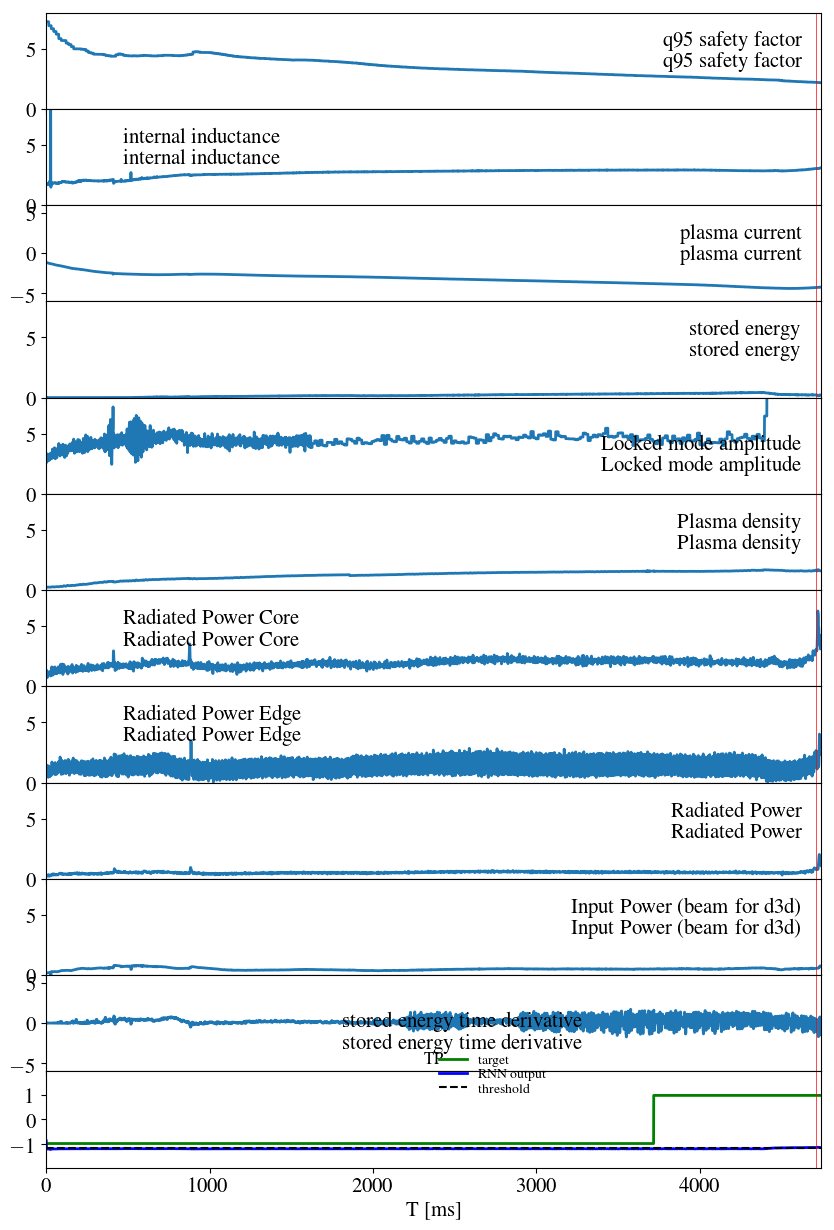 5
q95 safety factor
q95 safety factor
0
internal inductance
5
internal inductance
0
5
plasma current
0
plasma current
−5
stored energy
5
stored energy
0
5
Locked mode amplitude
Locked mode amplitude
0
Plasma density
5
Plasma density
0
Radiated Power Core
5
Radiated Power Core
0
Radiated Power Edge
5
Radiated Power Edge
0
Radiated Power
5
Radiated Power
0
Input Power (beam for d3d)
5
Input Power (beam for d3d)
0
5
stored energy time derivative
0
stored energy time derivative
−5
TP
target
RNN output
threshold
1
0
−1
0 1000 2000 3000 4000
T [ms]